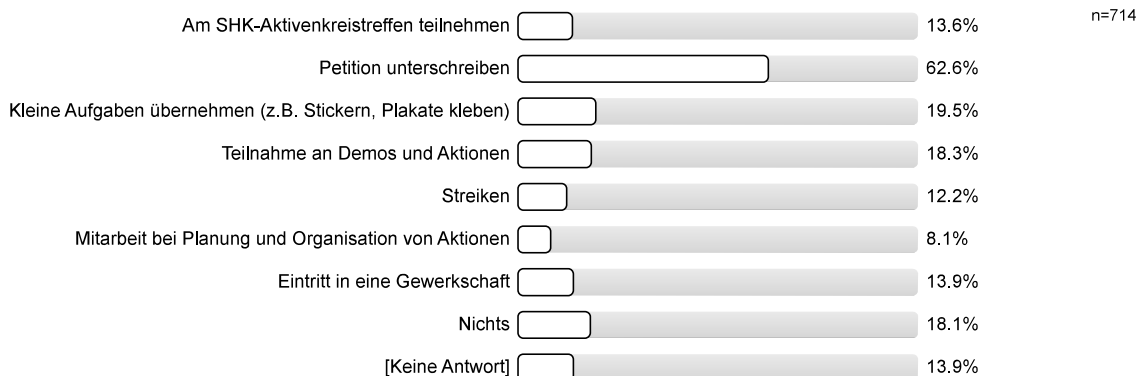 n=714
Am SHK-Aktivenkreistreffen teilnehmen 13.6%
Petition unterschreiben 62.6%
Kleine Aufgaben übernehmen (z.B. Stickern, Plakate kleben) 19.5%
Teilnahme an Demos und Aktionen 18.3%
Streiken 12.2%
Mitarbeit bei Planung und Organisation von Aktionen 8.1%
Eintritt in eine Gewerkschaft 13.9%
Nichts 18.1%
[Keine Antwort] 13.9%